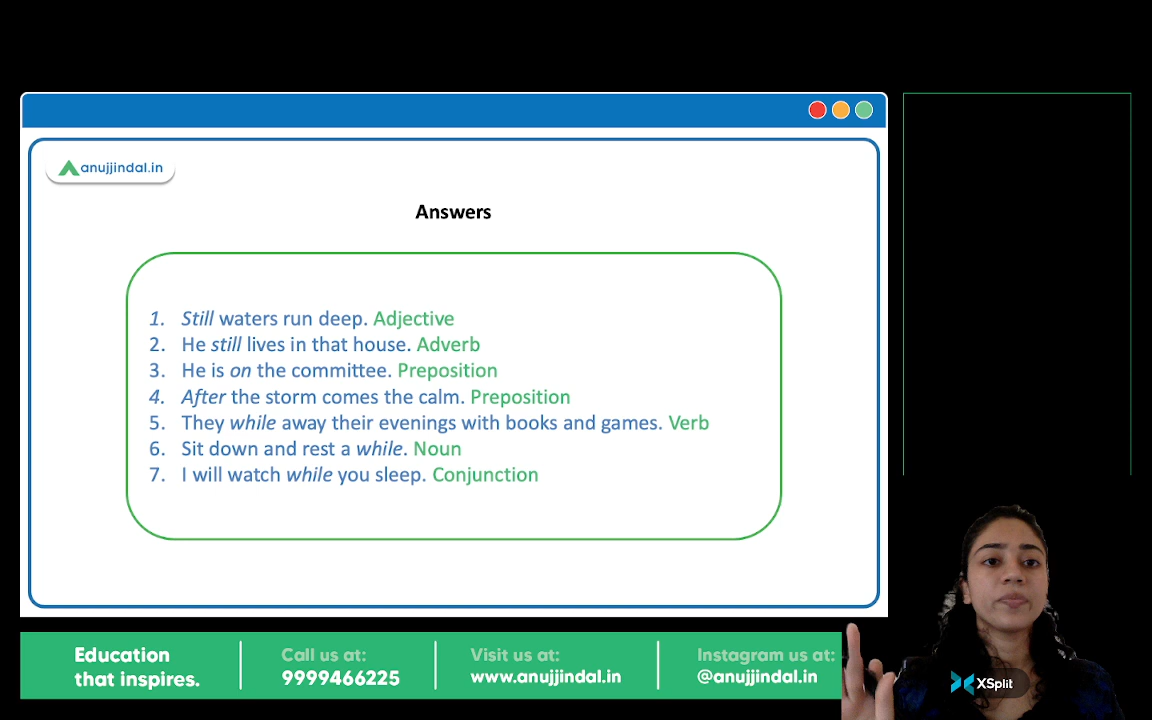 anujjindal.in
Answers
1. Still waters run deep. Adjective
2. He still lives in that house. Adverb
3. He is on the committee. Preposition
4. After the storm comes the calm. Preposition
5. They while away their evenings with books and games. Verb
6. Sit down and rest a while. Noun
7. I will watch while you sleep. Conjunction
Education
that inspires.
Call us at:
9999466225
Visit us at:
www.anujjindal.in
Instagram us at:
@anujjindal.in
XSplit